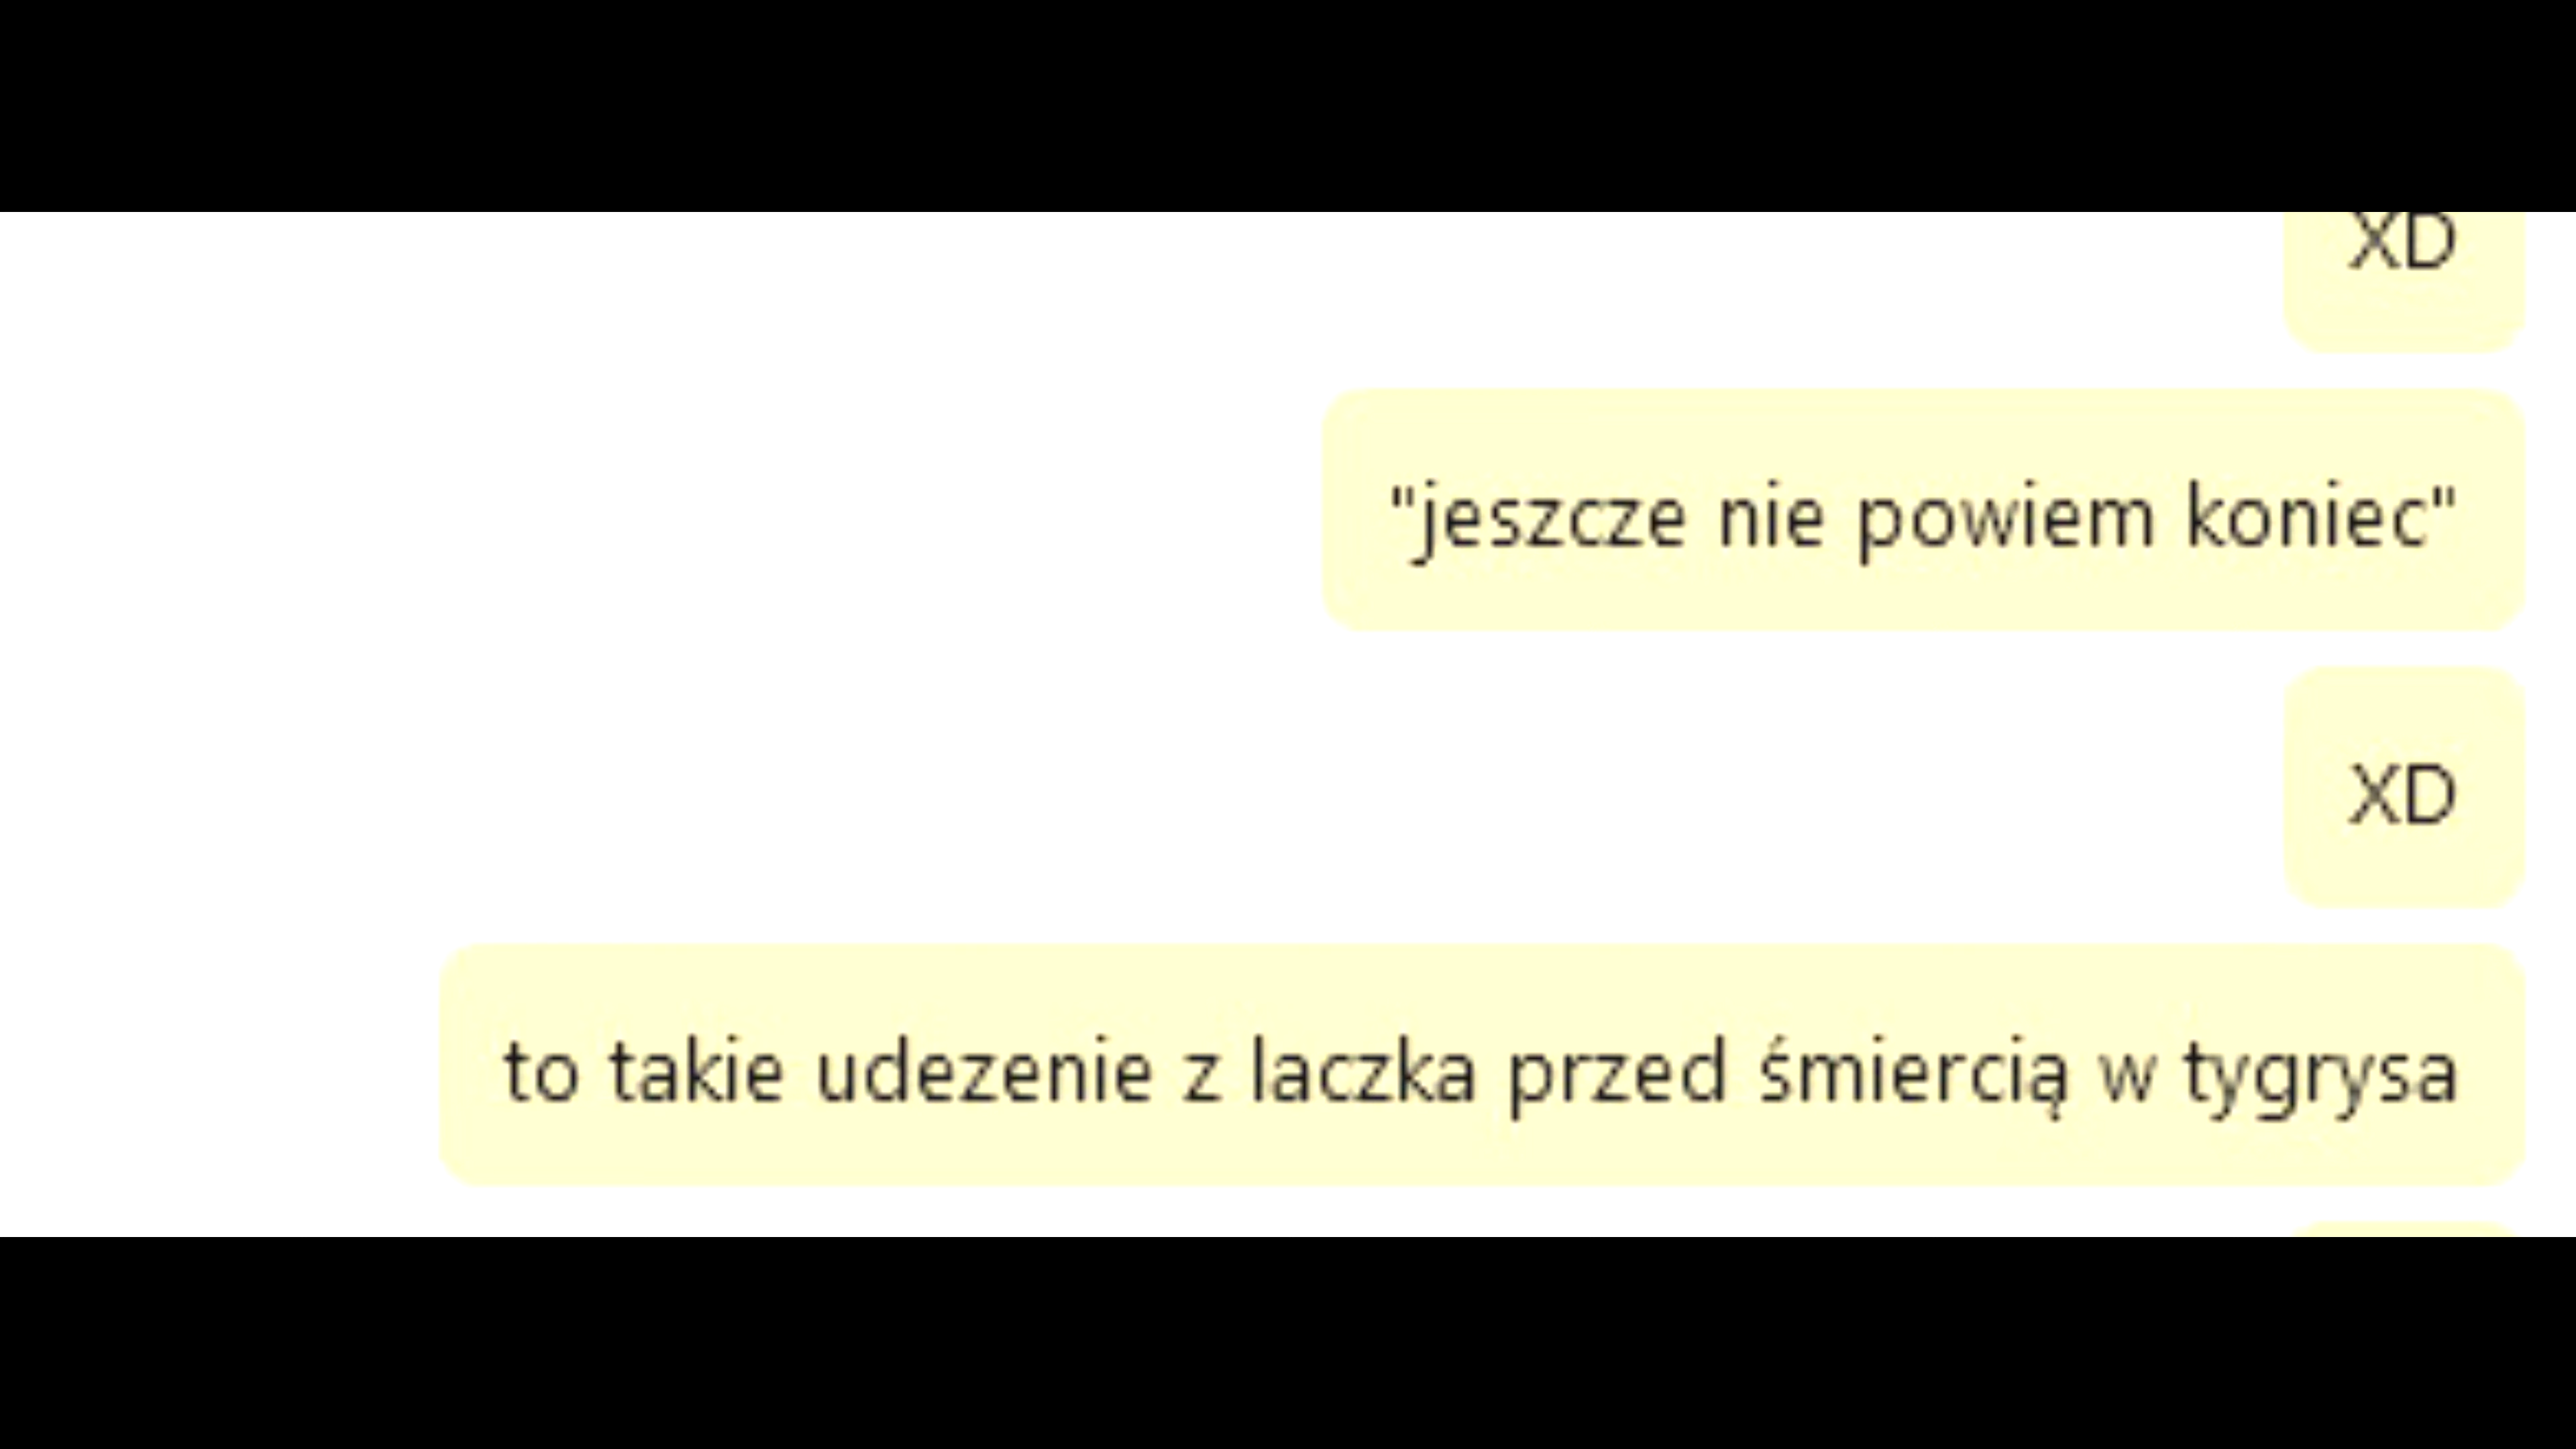 XD
"jeszcze nie powiem koniec"
XD
to takie udezenie z laczka przed śmiercią w tygrysa